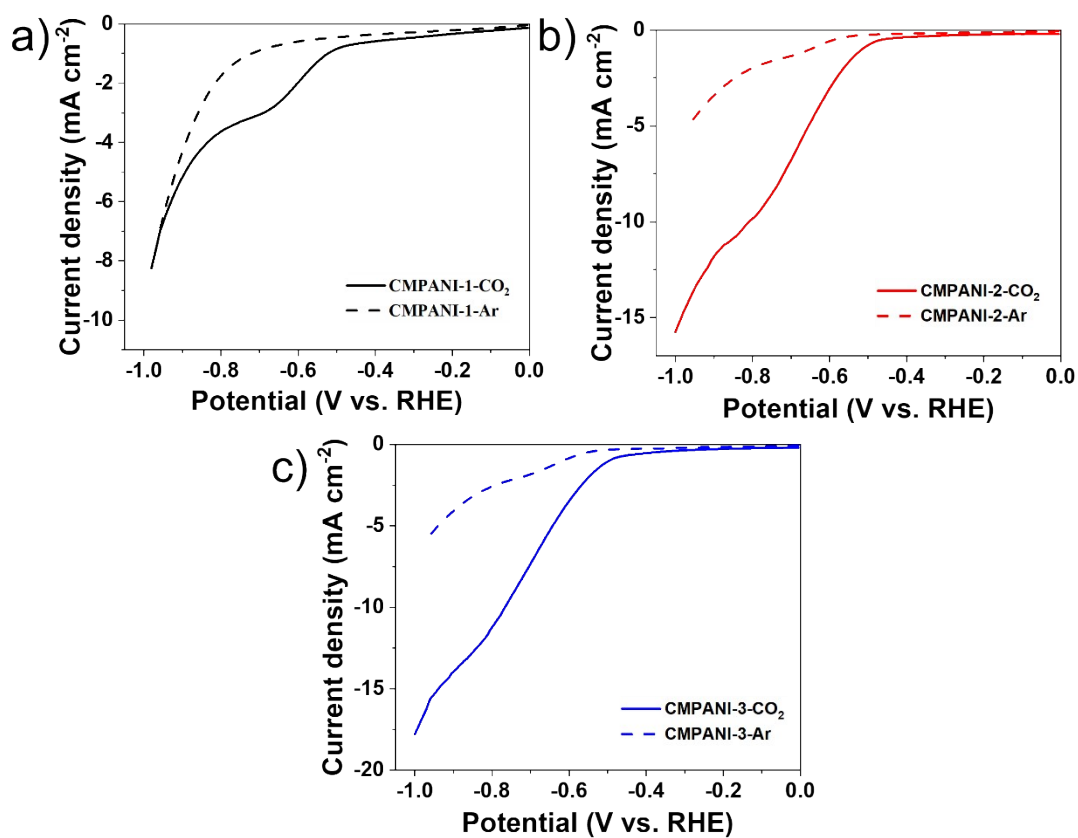 a)
Current density (mA cm-2)
0
-2
-4
-6
-8
-10
-1.0 -0.8 -0.6 -0.4 -0.2 0.0
Potential (V vs. RHE)
CMPANI-1-CO2
CMPANI-1-Ar
b)
Current density (mA cm-2)
0
-5
-10
-15
-1.0 -0.8 -0.6 -0.4 -0.2 0.0
Potential (V vs. RHE)
CMPANI-2-CO2
CMPANI-2-Ar
c)
Current density (mA cm-2)
0
-5
-10
-15
-20
-1.0 -0.8 -0.6 -0.4 -0.2 0.0
Potential (V vs. RHE)
CMPANI-3-CO2
CMPANI-3-Ar